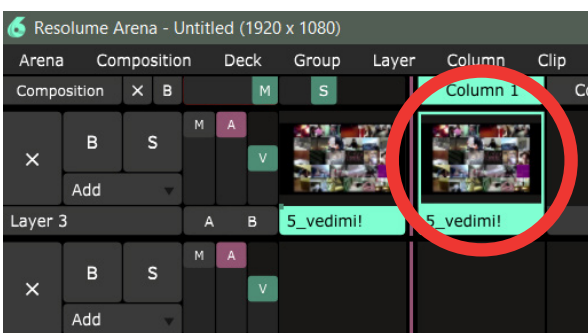 Resolume Arena - Untitled (1920 x 1080)
Arena Composition Deck Group Layer Column Clip
Composition X B M S Column 1
M A
B S
V
Add
Layer 3 A B 5_vedimi! 5_vedimi!
M A
B S
V
Add